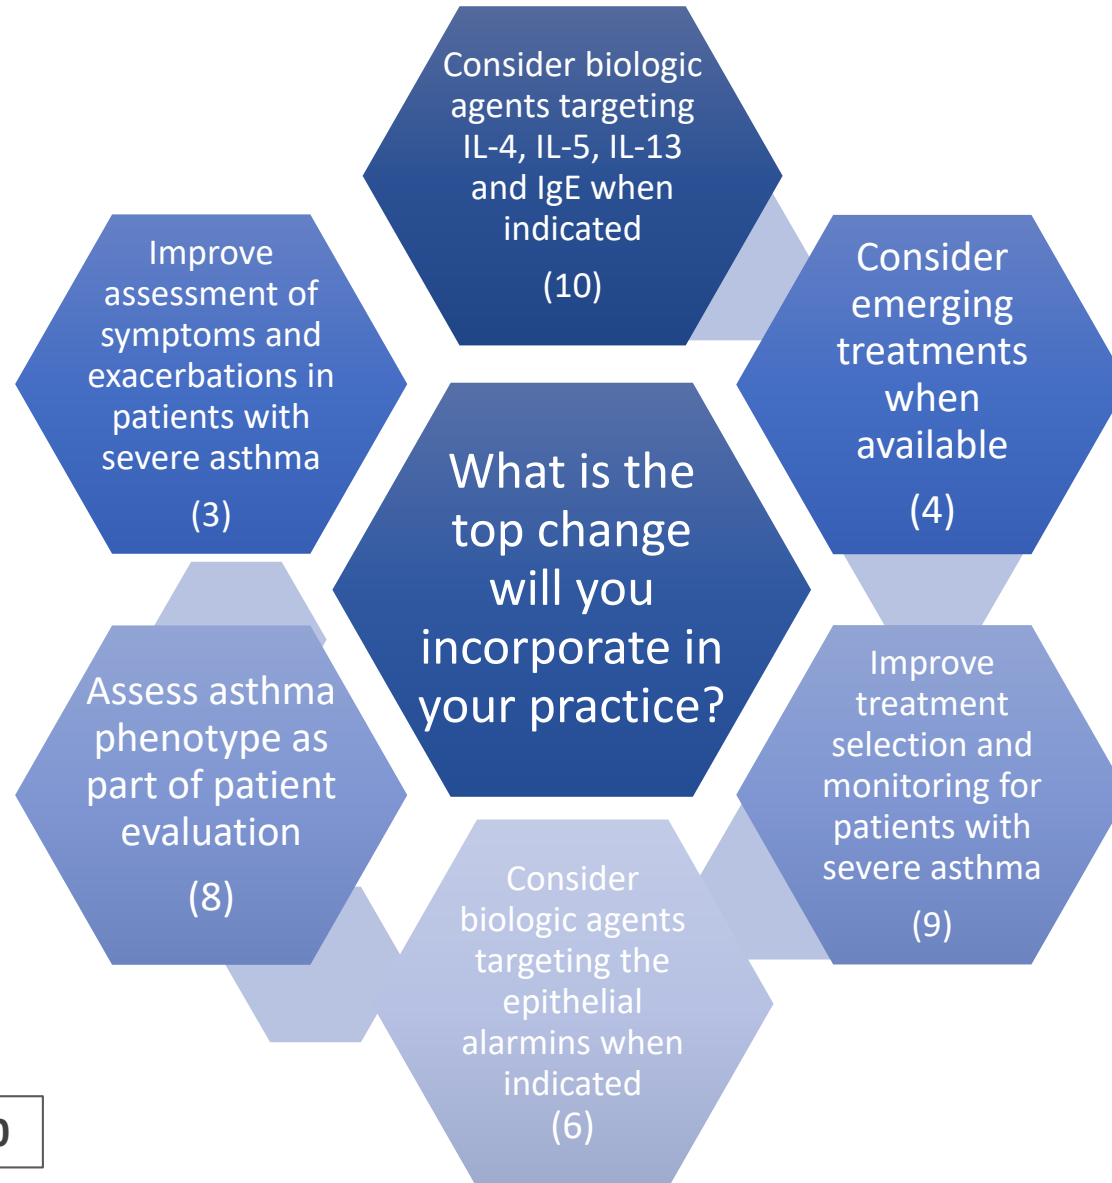 Consider biologic
agents targeting
IL-4, IL-5, IL-13
and IgE when
indicated
(10)
Consider
emerging
treatments
when
available
(4)
Improve
treatment
selection and
monitoring for
patients with
severe asthma
(9)
Consider
biologic agents
targeting the
epithelial
alarmins when
indicated
(6)
Assess asthma
phenotype as
part of patient
evaluation
(8)
Improve
assessment of
symptoms and
exacerbations in
patients with
severe asthma
(3)
What is the
top change
will you
incorporate in
your practice?